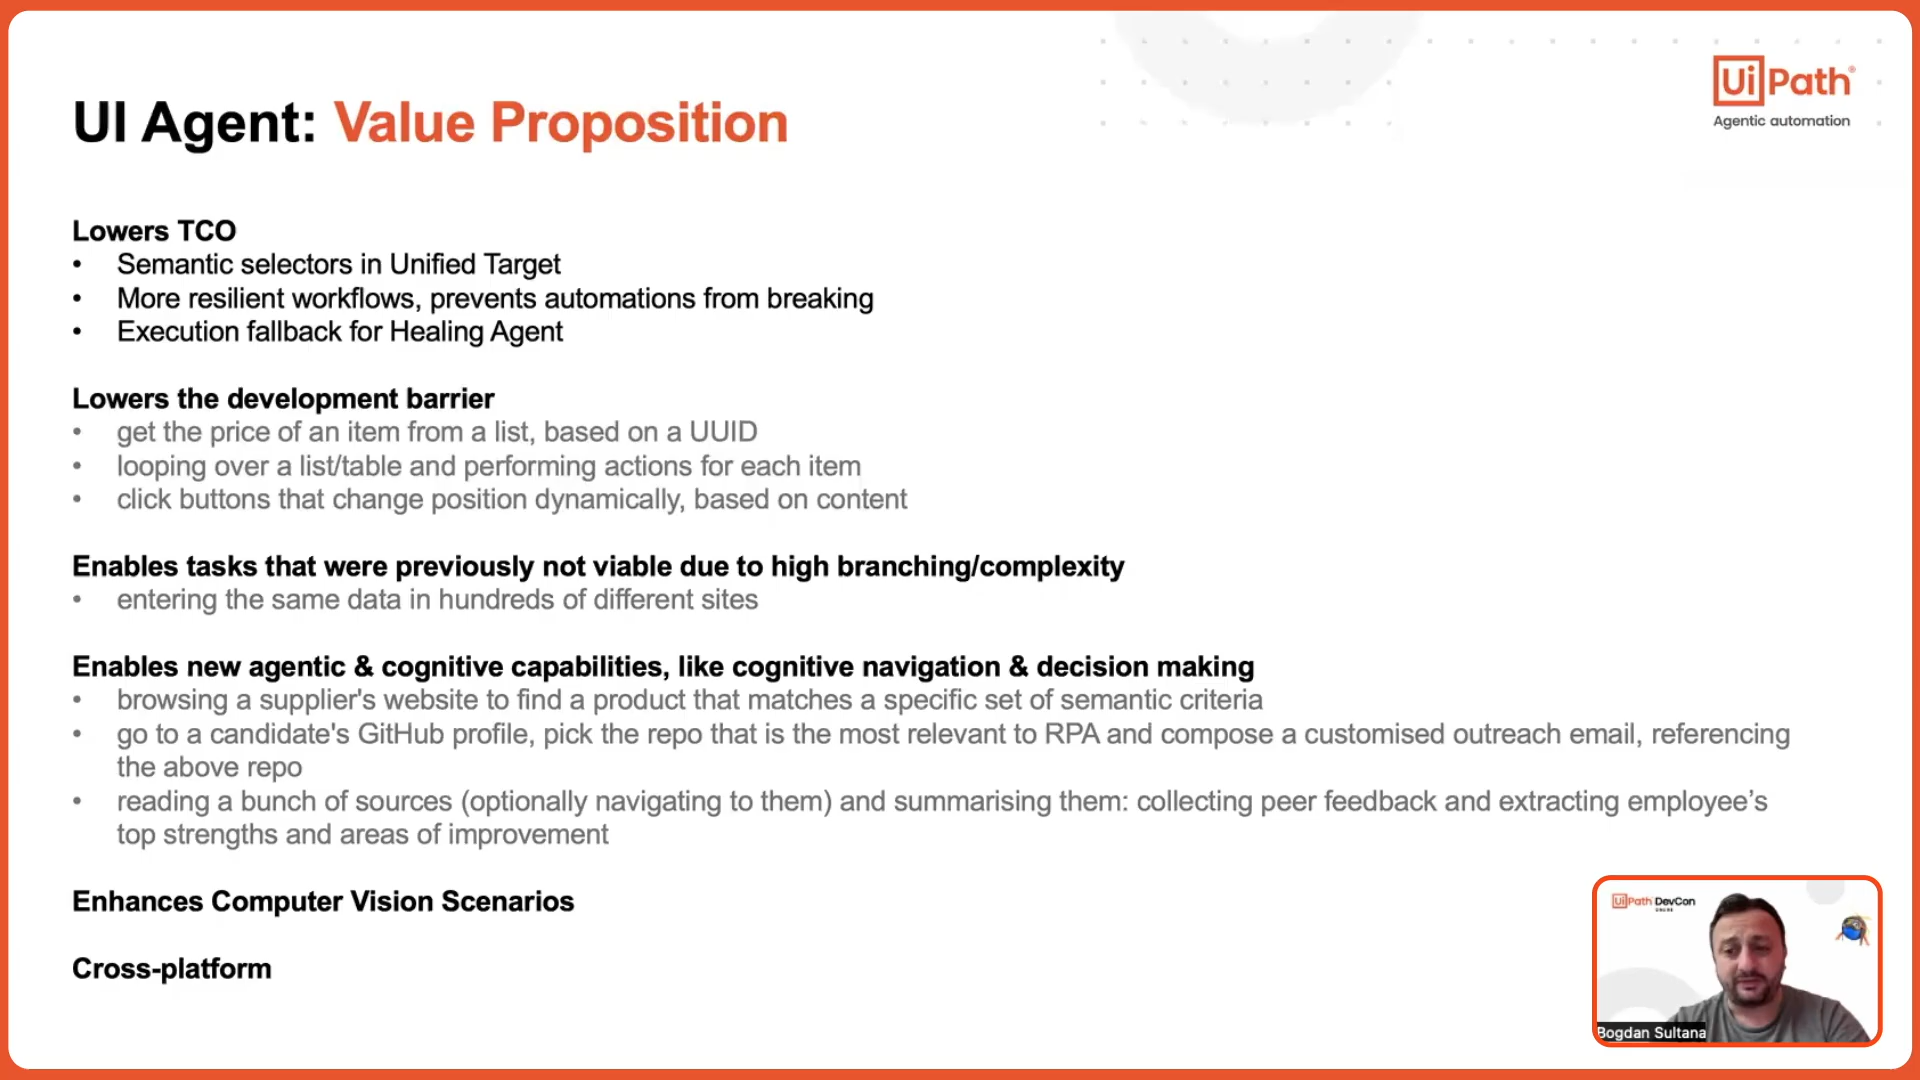 UiPath
Agentic automation
UI Agent: Value Proposition
Lowers TCO
• Semantic selectors in Unified Target
• More resilient workflows, prevents automations from breaking
• Execution fallback for Healing Agent
Lowers the development barrier
• get the price of an item from a list, based on a UUID
• looping over a list/table and performing actions for each item
• click buttons that change position dynamically, based on content
Enables tasks that were previously not viable due to high branching/complexity
• entering the same data in hundreds of different sites
Enables new agentic & cognitive capabilities, like cognitive navigation & decision making
• browsing a supplier's website to find a product that matches a specific set of semantic criteria
• go to a candidate's GitHub profile, pick the repo that is the most relevant to RPA and compose a customised outreach email, referencing
the above repo
• reading a bunch of sources (optionally navigating to them) and summarising them: collecting peer feedback and extracting employee’s
top strengths and areas of improvement
Enhances Computer Vision Scenarios
Cross-platform
UiPath DevCon
ONLINE
Bogdan Sultana